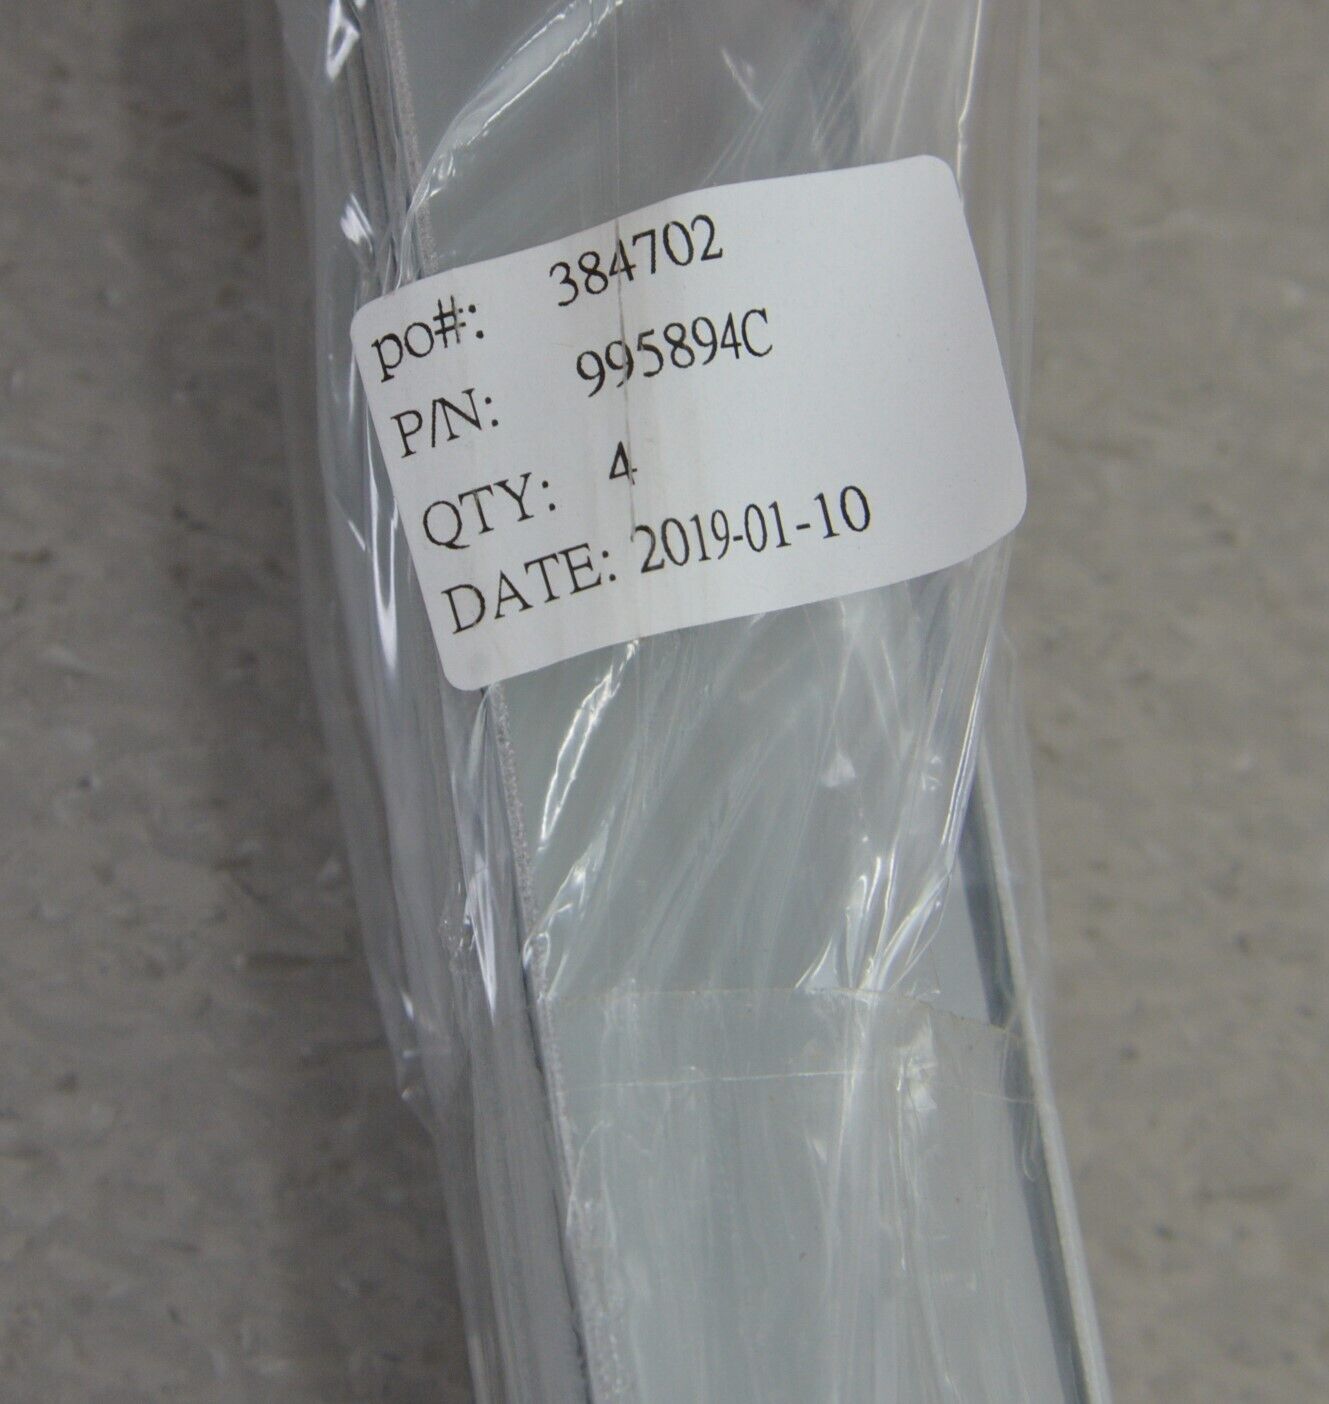 po#: 384702
P/N: 995894C
QTY: 4
DATE: 2019-01-10